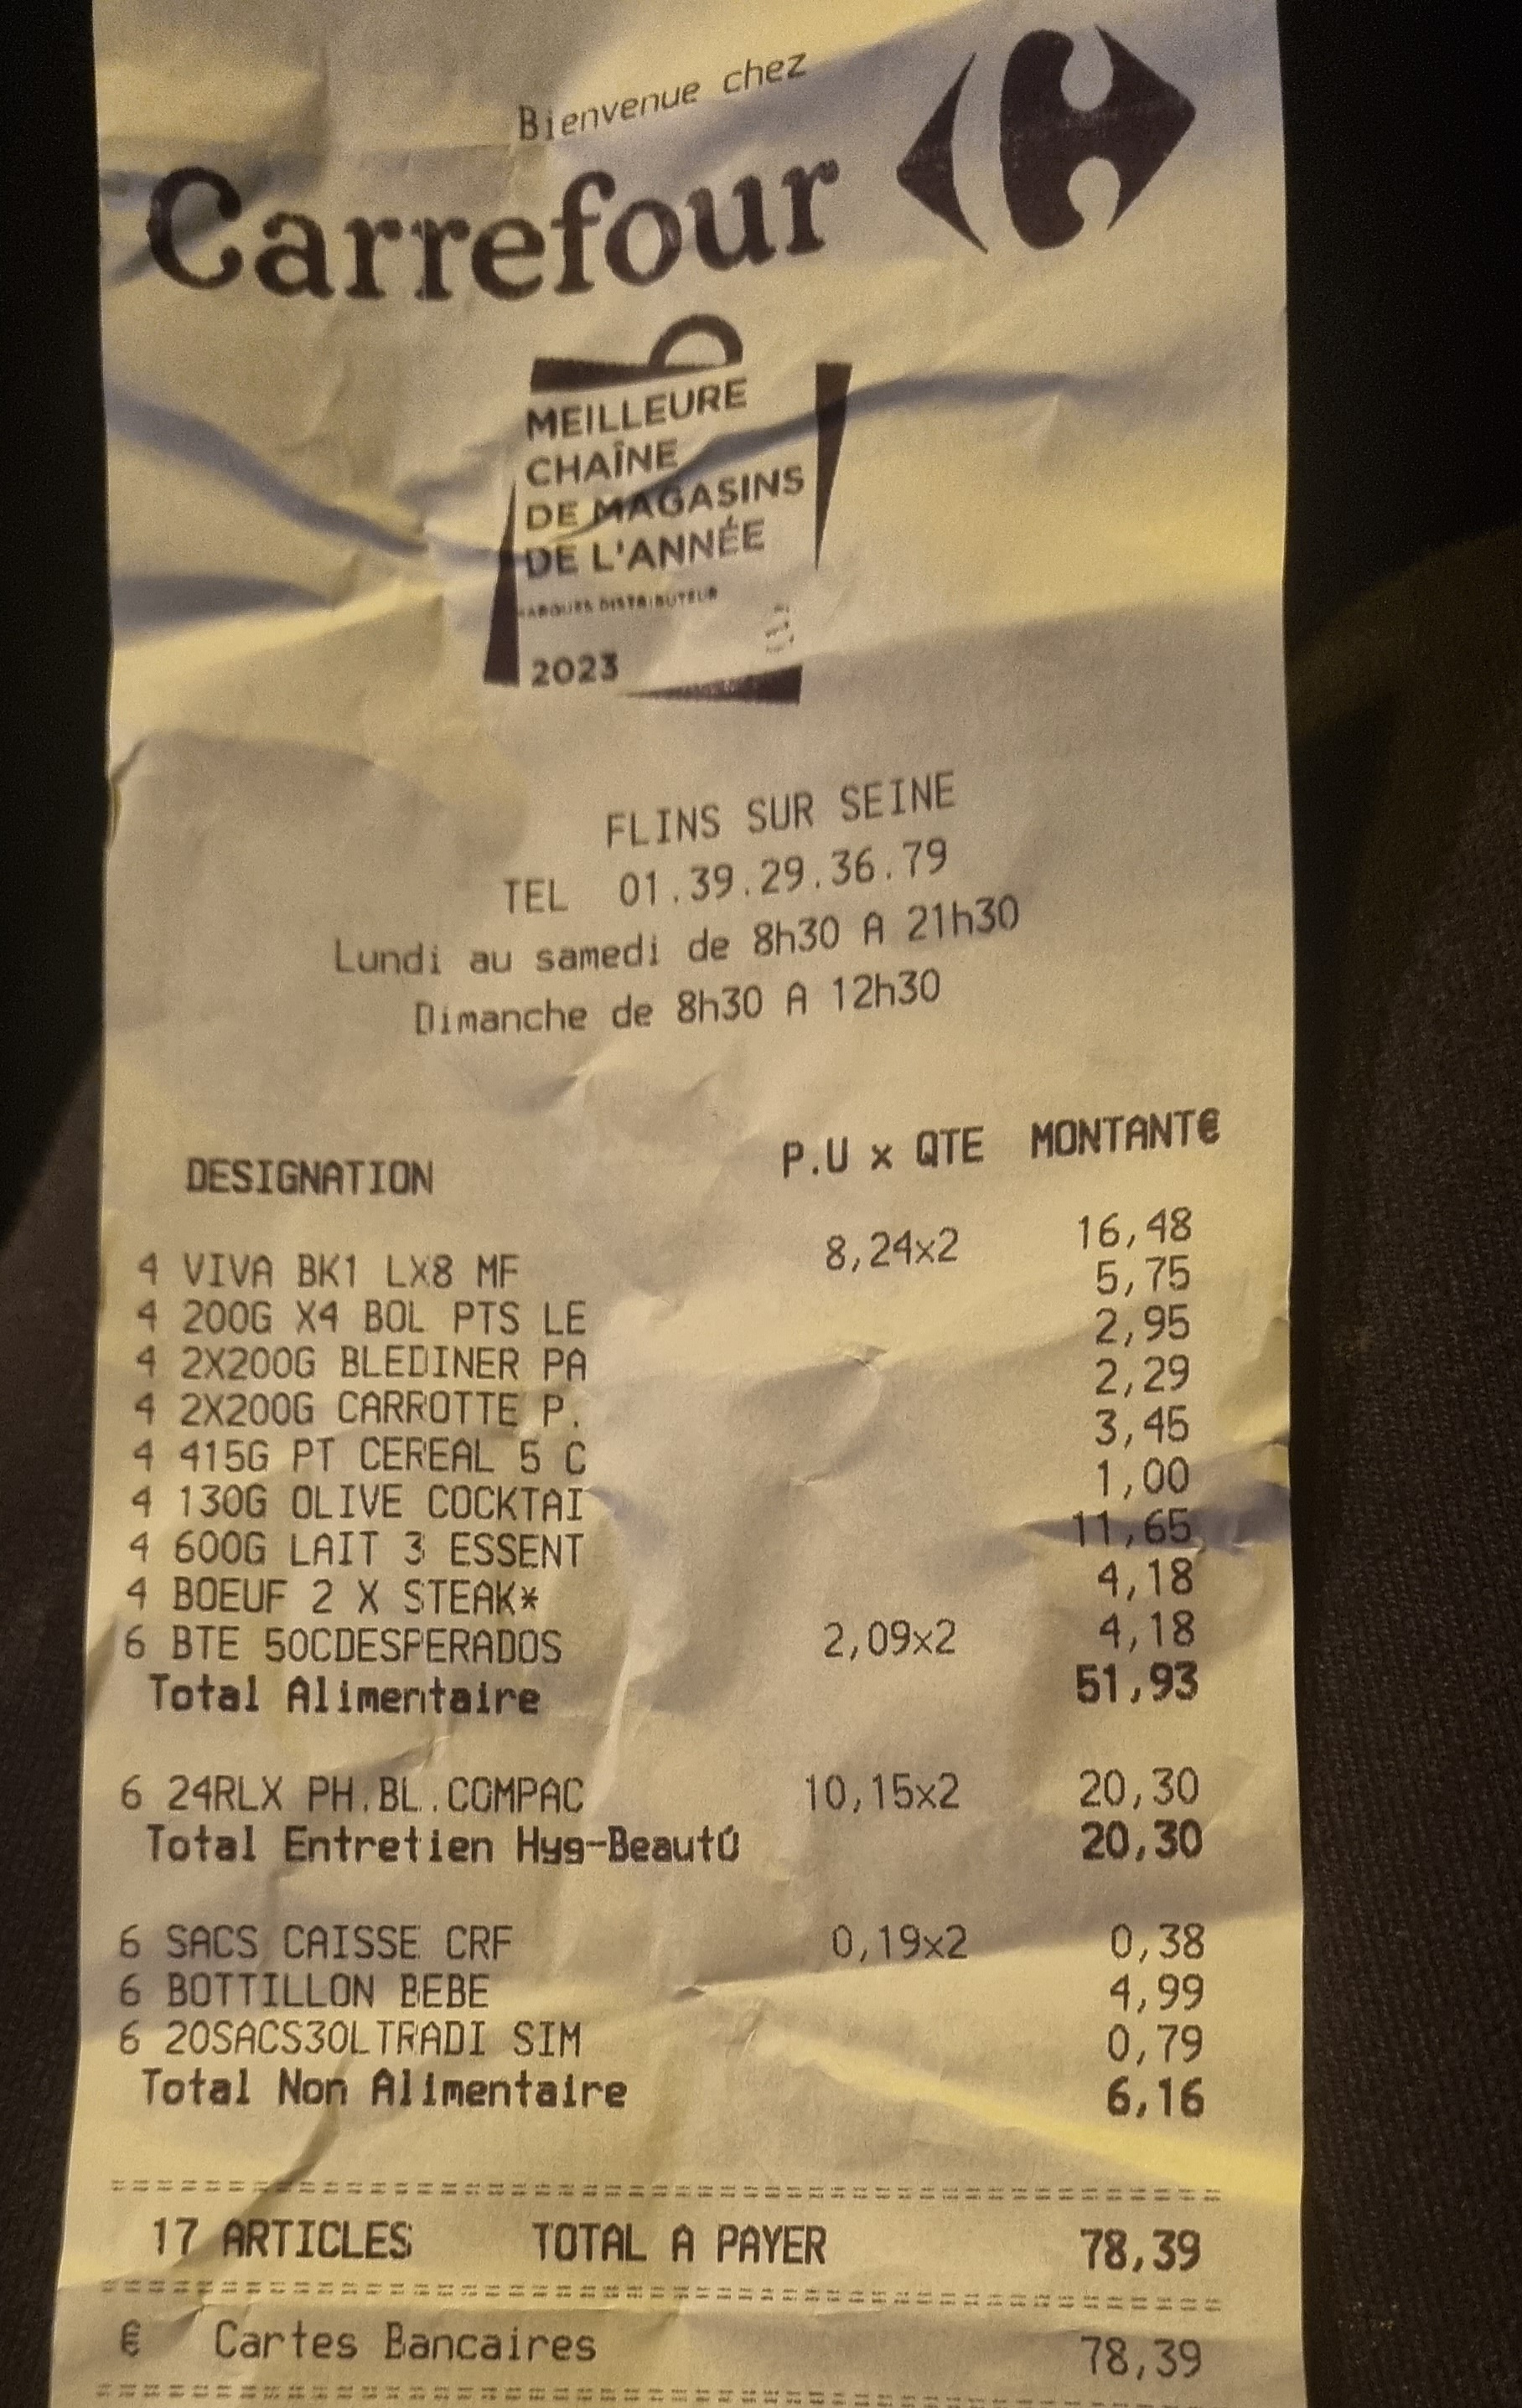 Bienvenue chez
Carrefour
MEILLEURE
CHAÎNE
DE MAGASINS
DE L'ANNÉE
MARQUES DISTRIBUTEUR
2023
FLINS SUR SEINE
TEL 01.39.29.36.79
Lundi au samedi de 8h30 A 21h30
Dimanche de 8h30 A 12h30
DESIGNATION P.U x QTE MONTANT€
4 VIVA BK1 LX8 MF 8,24x2 16,48
4 200G X4 BOL PTS LE 5,75
4 2X200G BLEDINER PA 2,95
4 2X200G CARROTTE P. 2,29
4 415G PT CEREAL 5 C 3,45
4 130G OLIVE COCKTAI 1,00
4 600G LAIT 3 ESSENT 11,65
4 BOEUF 2 X STEAK* 4,18
6 BTE 50CDESPERADOS 2,09x2 4,18
Total Alimentaire 51,93
6 24RLX PH.BL.COMPAC 10,15x2 20,30
Total Entretien Hyg-BeautÚ 20,30
6 SACS CAISSE CRF 0,19x2 0,38
6 BOTTILLON BEBE 4,99
6 20SACS30LTRADI SIM 0,79
Total Non Alimentaire 6,16
17 ARTICLES TOTAL A PAYER 78,39
€ Cartes Bancaires 78,39